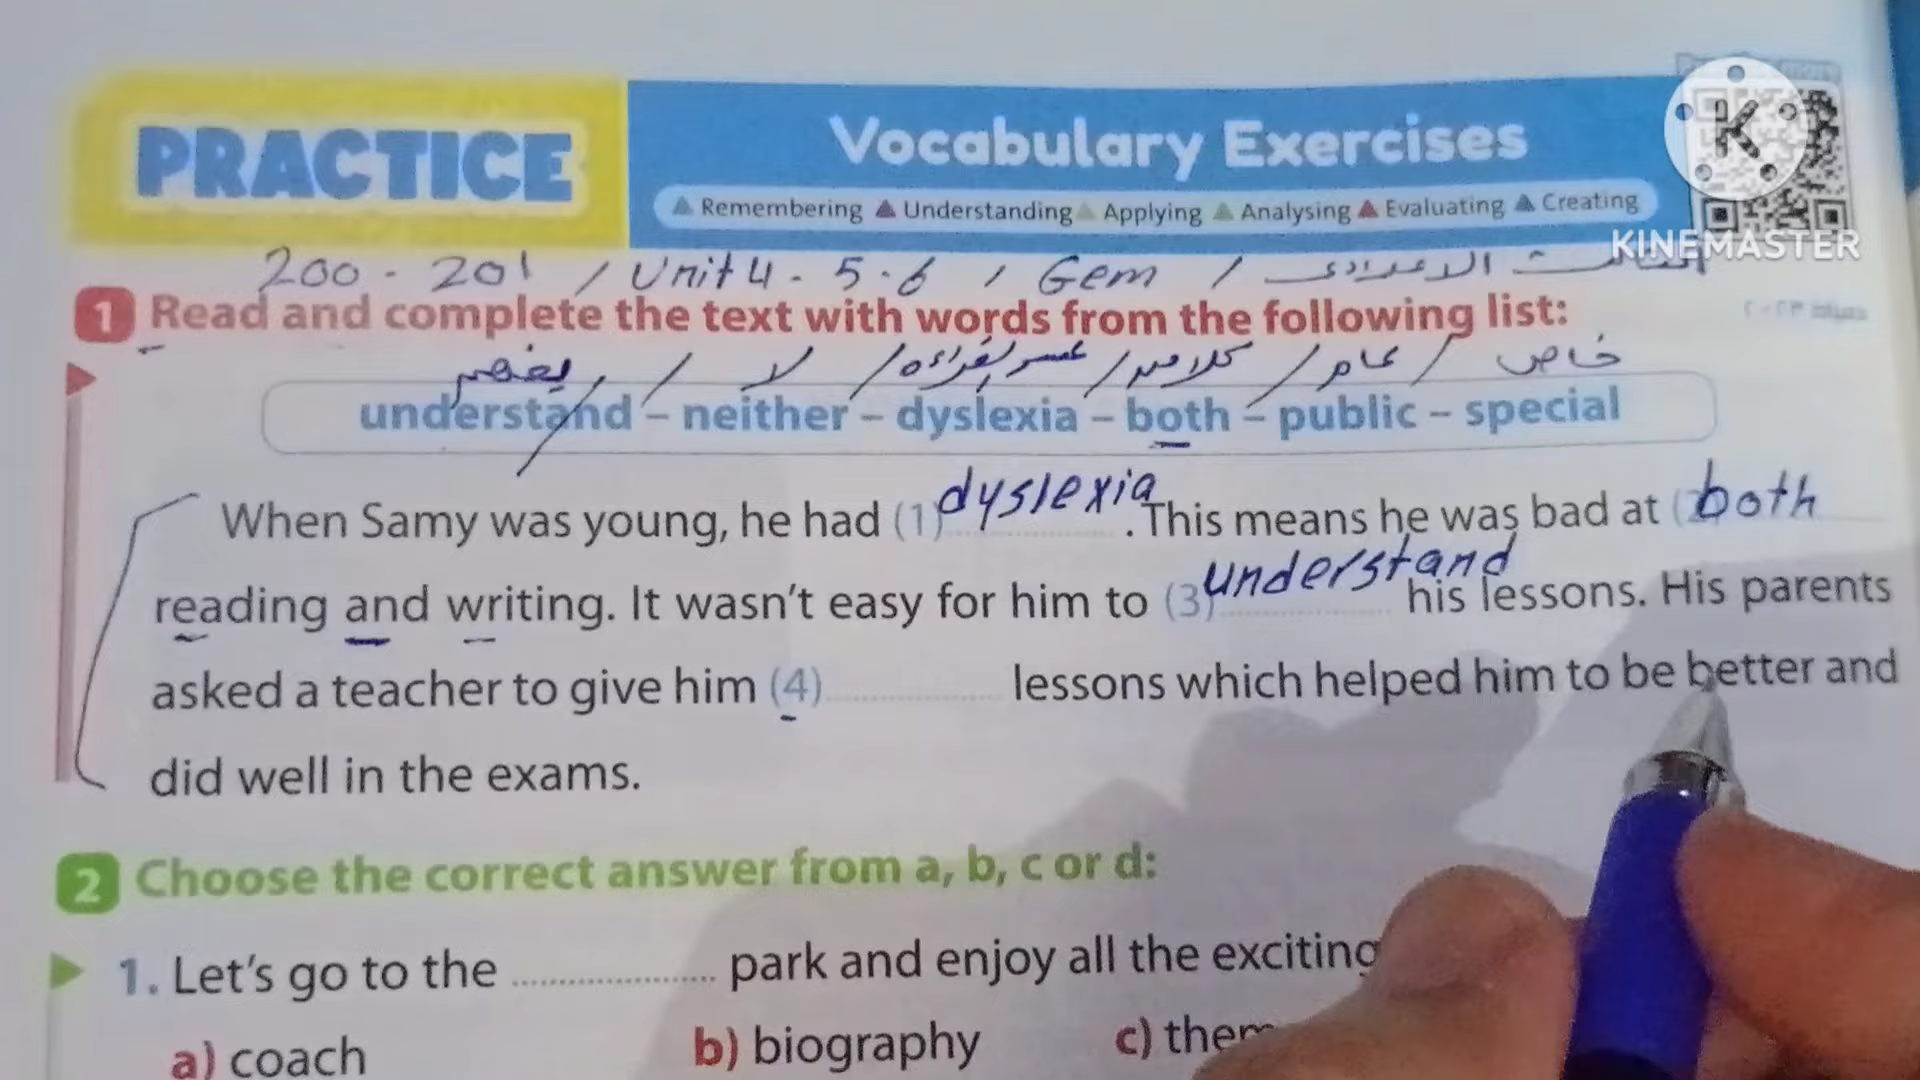 PRACTICE
Vocabulary Exercises
Remembering Understanding Applying Analysing Evaluating Creating
KINEMASTER
200 - 201 / Unit 4 - 5 - 6 / Gem / الثالث الاعدادى
1 Read and complete the text with words from the following list:
يفهم / لا / عسر القراءة / كلا من / عام / خاص
understand – neither – dyslexia – both – public – special
When Samy was young, he had (1) dyslexia. This means he was bad at ( both
reading and writing. It wasn't easy for him to (3) understand his lessons. His parents
asked a teacher to give him (4) ............ lessons which helped him to be better and
did well in the exams.
2 Choose the correct answer from a, b, c or d:
1. Let's go to the .................. park and enjoy all the exciting
a) coach b) biography c)